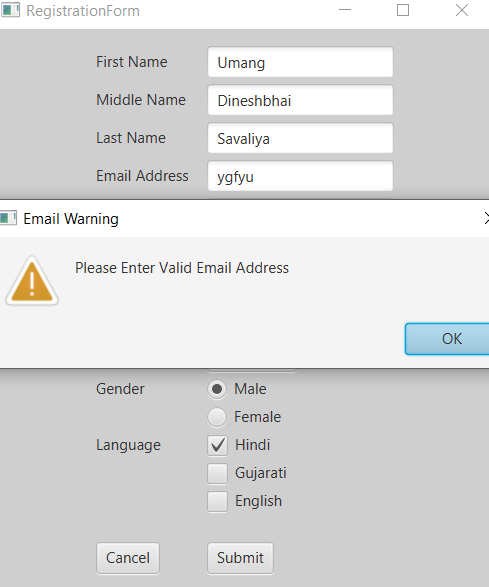 RegistrationForm
First Name Umang
Middle Name Dineshbhai
Last Name Savaliya
Email Address ygfyu
Email Warning
Please Enter Valid Email Address
OK
Gender Male
Female
Language Hindi
Gujarati
English
Cancel Submit